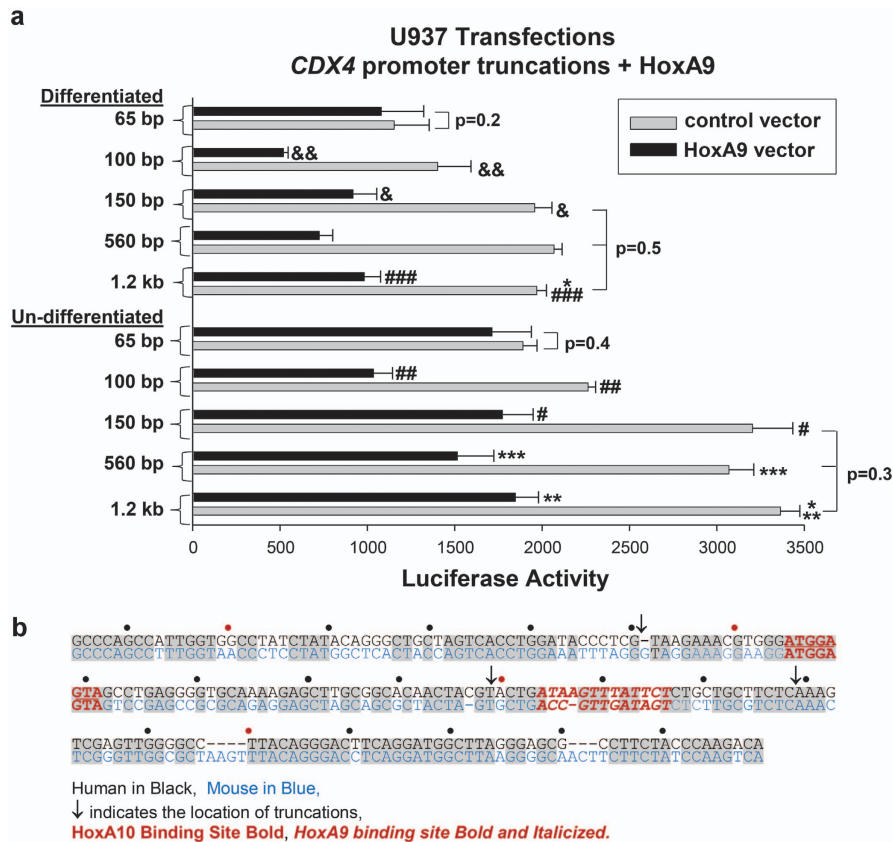 a
U937 Transfections
CDX4 promoter truncations + HoxA9
Differentiated
65 bp
p=0.2
control vector
HoxA9 vector
100 bp
&&
&&
150 bp
&
&
560 bp
p=0.5
1.2 kb
###
*
###
Un-differentiated
65 bp
p=0.4
100 bp
##
##
150 bp
#
#
560 bp
***
***
p=0.3
1.2 kb
**
*
**
0 500 1000 1500 2000 2500 3000 3500
Luciferase Activity
b
GCCCAGCCATTGGTGGCCTATCTATACAGGGCTGCTAGTCACCTGGATACCCTCG-TAAGAAACGTGGGATGGA
GCCCAGCCTTTGGTAACCCTCCTATGGCTCACTACCAGTCACCTGGAAATTTAGGGTAGGAAAGGAAGGATGGA
GTAGCCTGAGGGGTGCAAAAGAGCTTGCGGCACAACTACGTACTGATAAGTTTATTCTCTGCTGCTTCTCAAAG
GTAGTCCGAGCCGCGCAGAGGAGCTAGCAGCGCTACTA-GTGCTGACC-GTTGATAGTCTCTTGCGTCTCAAAC
TCGAGTTGGGGCC----TTACAGGGACTTCAGGATGGCTTAGGGAGCG---CCTTCTACCCAAGACA
TCGGGTTGGCGCTAAGTTTACAGGGACCTCAGGATGGCTTAAGGGGCAACTTCTTCTATCCAAGTCA
Human in Black, Mouse in Blue,
↓ indicates the location of truncations,
HoxA10 Binding Site Bold, HoxA9 binding site Bold and Italicized.